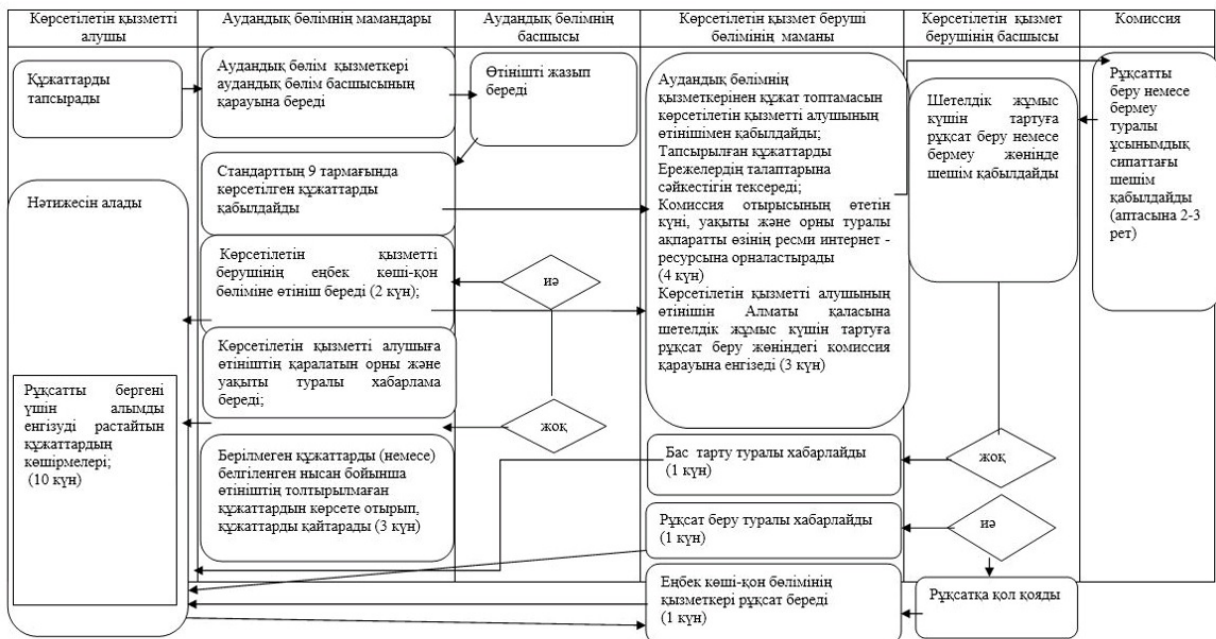 Көрсетілетін қызметті
алушы
Аудандық бөлімнің мамандары
Аудандық бөлімнің
басшысы
Көрсетілетін қызмет беруші
бөлімінің маманы
Көрсетілетін қызмет
берушінің басшысы
Комиссия
Құжаттарды
тапсырады
Нәтижесін алады
Рұқсатты бергені
үшін алымды
енгізуді растайтын
құжаттардың
көшірмелері;
(10 күн)
Аудандық бөлім қызметкері
аудандық бөлім басшысының
қарауына береді
Стандарттың 9 тармағында
көрсетілген құжаттарды
қабылдайды
Көрсетілетін қызметті
берушінің еңбек көші-қон
бөліміне өтініш береді (2 күн);
Көрсетілетін қызметті алушыға
өтініштің қаралатын орны және
уақыты туралы хабарлама
береді;
Берілмеген құжаттарды (немесе)
белгіленген нысан бойынша
өтініштің толтырылмаған
құжаттардын көрсете отырып,
құжаттарды қайтарады (3 күн)
Өтінішті жазып
береді
иә
жоқ
Аудандық бөлімнің
қызметкерінен құжат топтамасын
көрсетілетін қызметті алушының
өтінішімен қабылдайды;
Тапсырылған құжаттарды
Ережелердің талаптарына
сәйкестігін тексереді;
Комиссия отырысының өтетін
күні, уақыты және орны туралы
ақпаратты өзінің ресми интернет -
ресурсына орналастырады
(4 күн)
Көрсетілетін қызметті алушының
өтінішін Алматы қаласына
шетелдік жұмыс күшін тартуға
рұқсат беру жөніндегі комиссия
қарауына енгізеді (3 күн)
Бас тарту туралы хабарлайды
(1 күн)
Рұқсат беру туралы хабарлайды
(1 күн)
Еңбек көші-қон бөлімінің
қызметкері рұқсат береді
(1 күн)
Шетелдік жұмыс
күшін тартуға
рұқсат беру немесе
бермеу жөнінде
шешім қабылдайды
жоқ
иә
Рұқсатқа қол қояды
Рұқсатты
беру немесе
бермеу
туралы
ұсынымдық
сипаттағы
шешім
қабылдайды
(аптасына 2-3
рет)